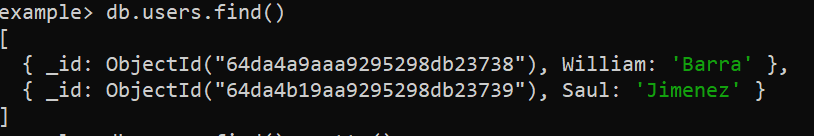 example> db.users.find()
[
  { _id: ObjectId("64da4a9aaa9295298db23738"), William: 'Barra' },
  { _id: ObjectId("64da4b19aa9295298db23739"), Saul: 'Jimenez' }
]